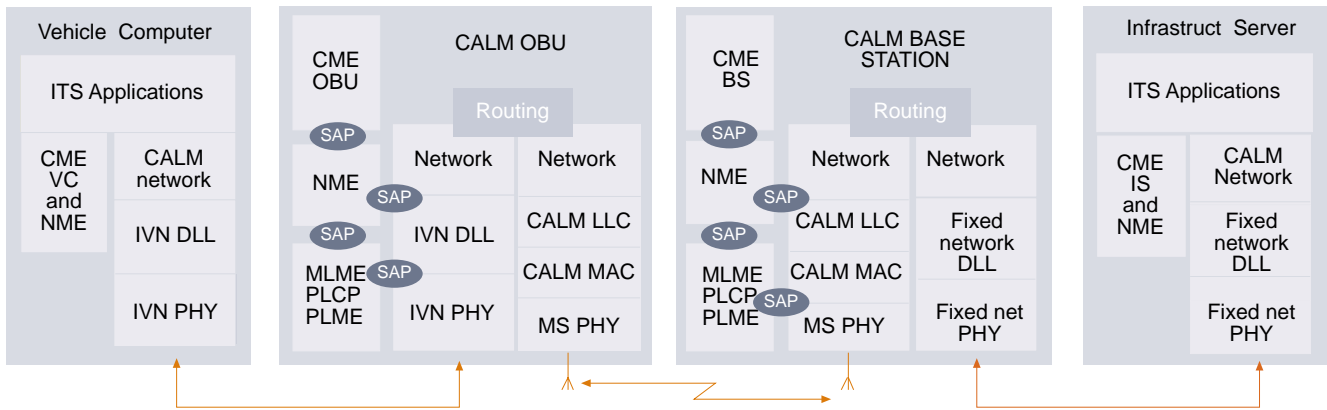 Vehicle Computer
ITS Applications
CME
VC
and
NME
CALM
network
IVN DLL
IVN PHY
CALM OBU
CME
OBU
SAP
NME
SAP
MLME
PLCP
PLME
Routing
Network
SAP
IVN DLL
SAP
IVN PHY
Network
CALM LLC
CALM MAC
MS PHY
CALM BASE
STATION
CME
BS
SAP
NME
SAP
MLME
PLCP
PLME
Routing
Network
SAP
CALM LLC
CALM MAC
SAP
MS PHY
Network
Fixed
network
DLL
Fixed net
PHY
Infrastruct Server
ITS Applications
CME
IS
and
NME
CALM
Network
Fixed
network
DLL
Fixed net
PHY